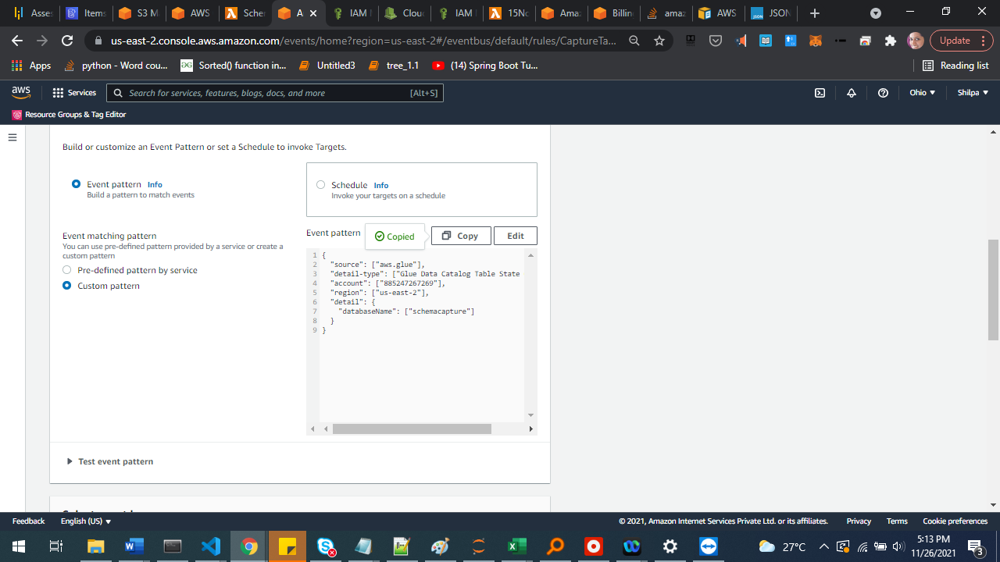 Asses
Items
S3 M
AWS
Scher
A
IAM
Clou
IAM
15No
Amaz
Billin
amaz
AWS
JSON
us-east-2.console.aws.amazon.com/events/home?region=us-east-2#/eventbus/default/rules/CaptureTa...
Update
Apps
python - Word cou...
Sorted() function in...
Untitled3
tree_1.1
(14) Spring Boot Tu...
Reading list
aws
Services
Search for services, features, blogs, docs, and more
[Alt+S]
Ohio
Shilpa
Resource Groups & Tag Editor
Build or customize an Event Pattern or set a Schedule to invoke Targets.
Event pattern Info
Build a pattern to match events
Schedule Info
Invoke your targets on a schedule
Event matching pattern
You can use pre-defined pattern provided by a service or create a
custom pattern
Pre-defined pattern by service
Custom pattern
Event pattern
Copied
Copy
Edit
1 {
2 "source": ["aws.glue"],
3 "detail-type": ["Glue Data Catalog Table State
4 "account": ["885247267269"],
5 "region": ["us-east-2"],
6 "detail": {
7 "databaseName": ["schemacapture"]
8 }
9 }
Test event pattern
Feedback
English (US)
© 2021, Amazon Internet Services Private Ltd. or its affiliates.
Privacy
Terms
Cookie preferences
27°C
5:13 PM
11/26/2021
3